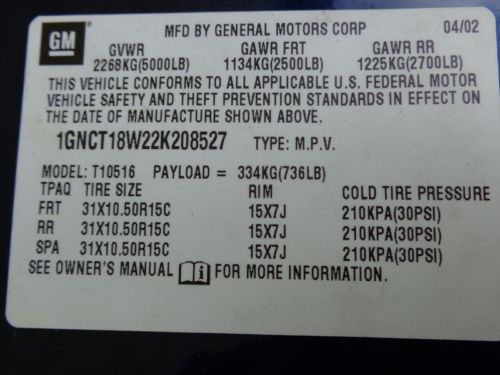 GM
MFD BY GENERAL MOTORS CORP 04/02
GVWR GAWR FRT GAWR RR
2268KG(5000LB) 1134KG(2500LB) 1225KG(2700LB)
THIS VEHICLE CONFORMS TO ALL APPLICABLE U.S. FEDERAL MOTOR
VEHICLE SAFETY AND THEFT PREVENTION STANDARDS IN EFFECT ON
THE DATE OF MANUFACTURE SHOWN ABOVE.
1GNCT18W22K208527 TYPE: M.P.V.
MODEL: T10516 PAYLOAD = 334KG(736LB)
TPAQ TIRE SIZE RIM COLD TIRE PRESSURE
FRT 31X10.50R15C 15X7J 210KPA(30PSI)
RR 31X10.50R15C 15X7J 210KPA(30PSI)
SPA 31X10.50R15C 15X7J 210KPA(30PSI)
SEE OWNER'S MANUAL FOR MORE INFORMATION.